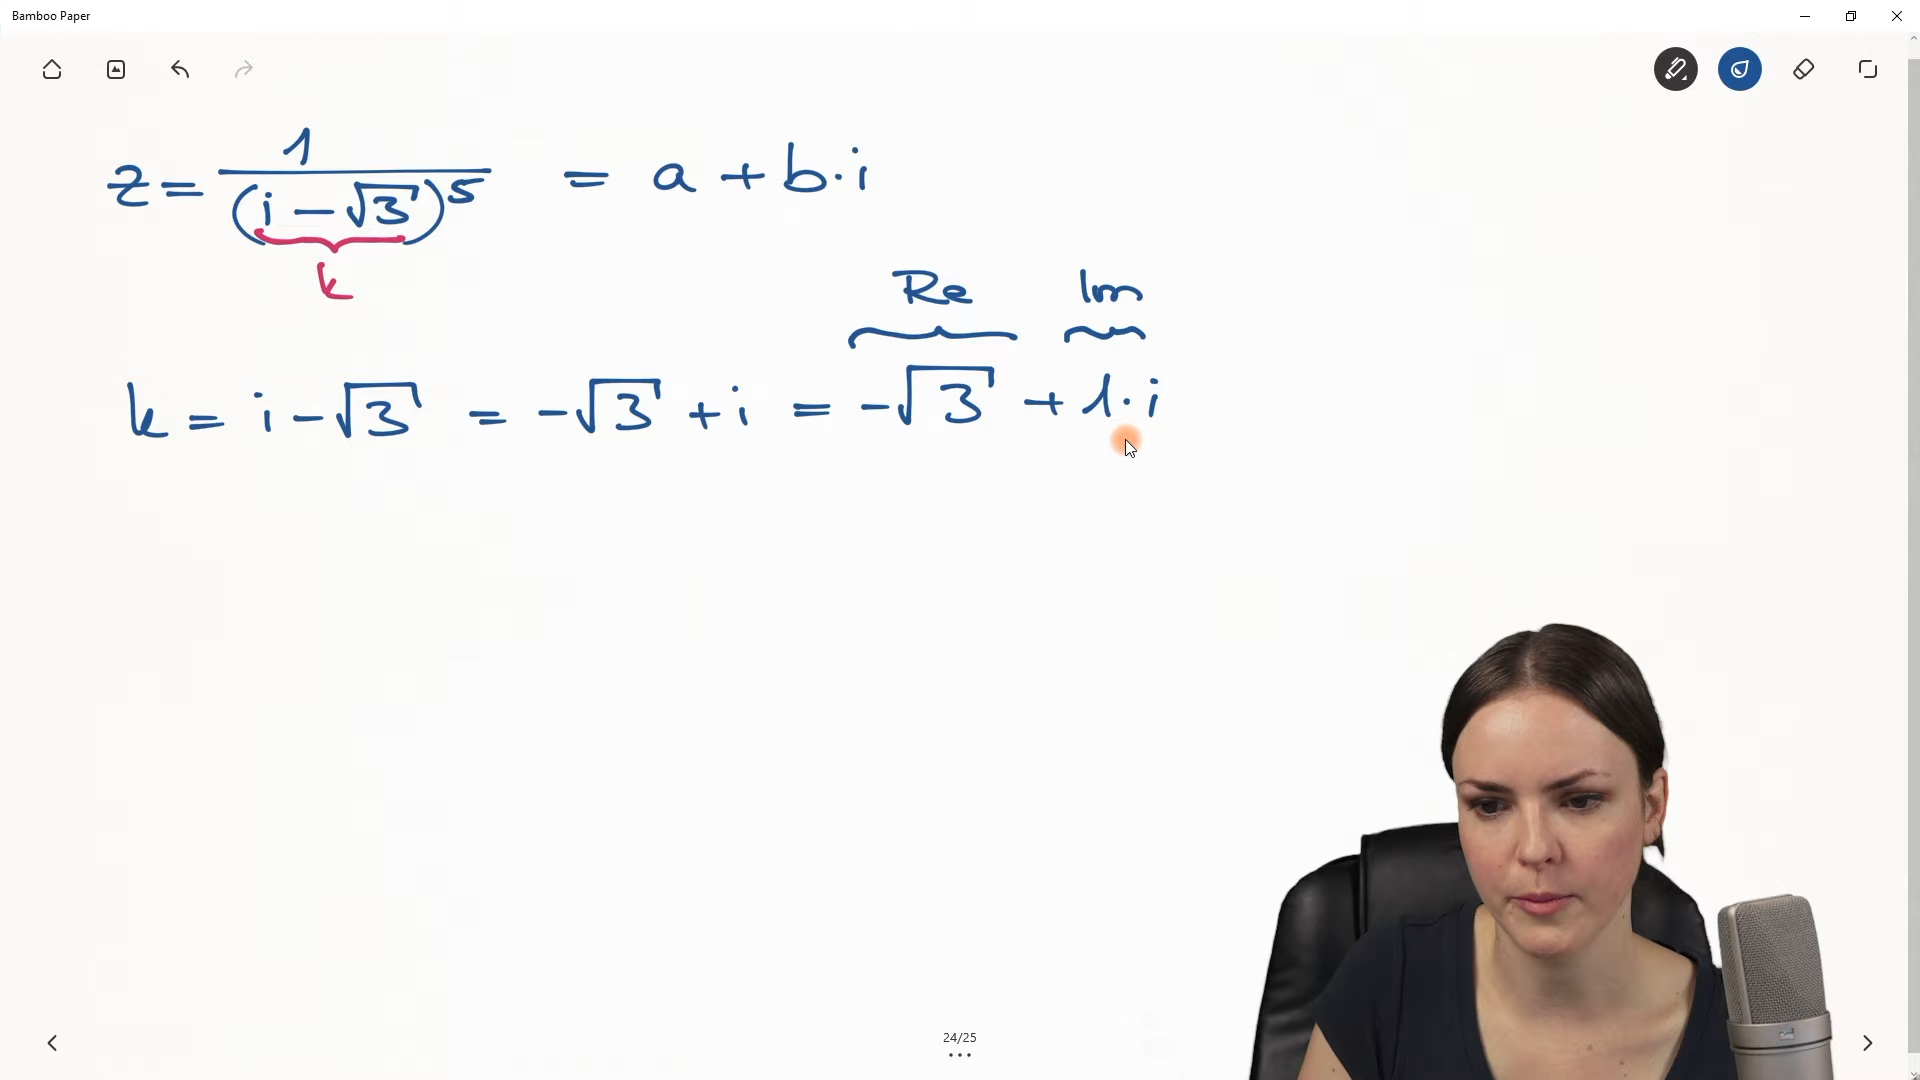 Bamboo Paper
z = 1/(i − √3)^5 = a + b·i
k
Re Im
k = i − √3 = −√3 + i = −√3 + 1·i
24/25